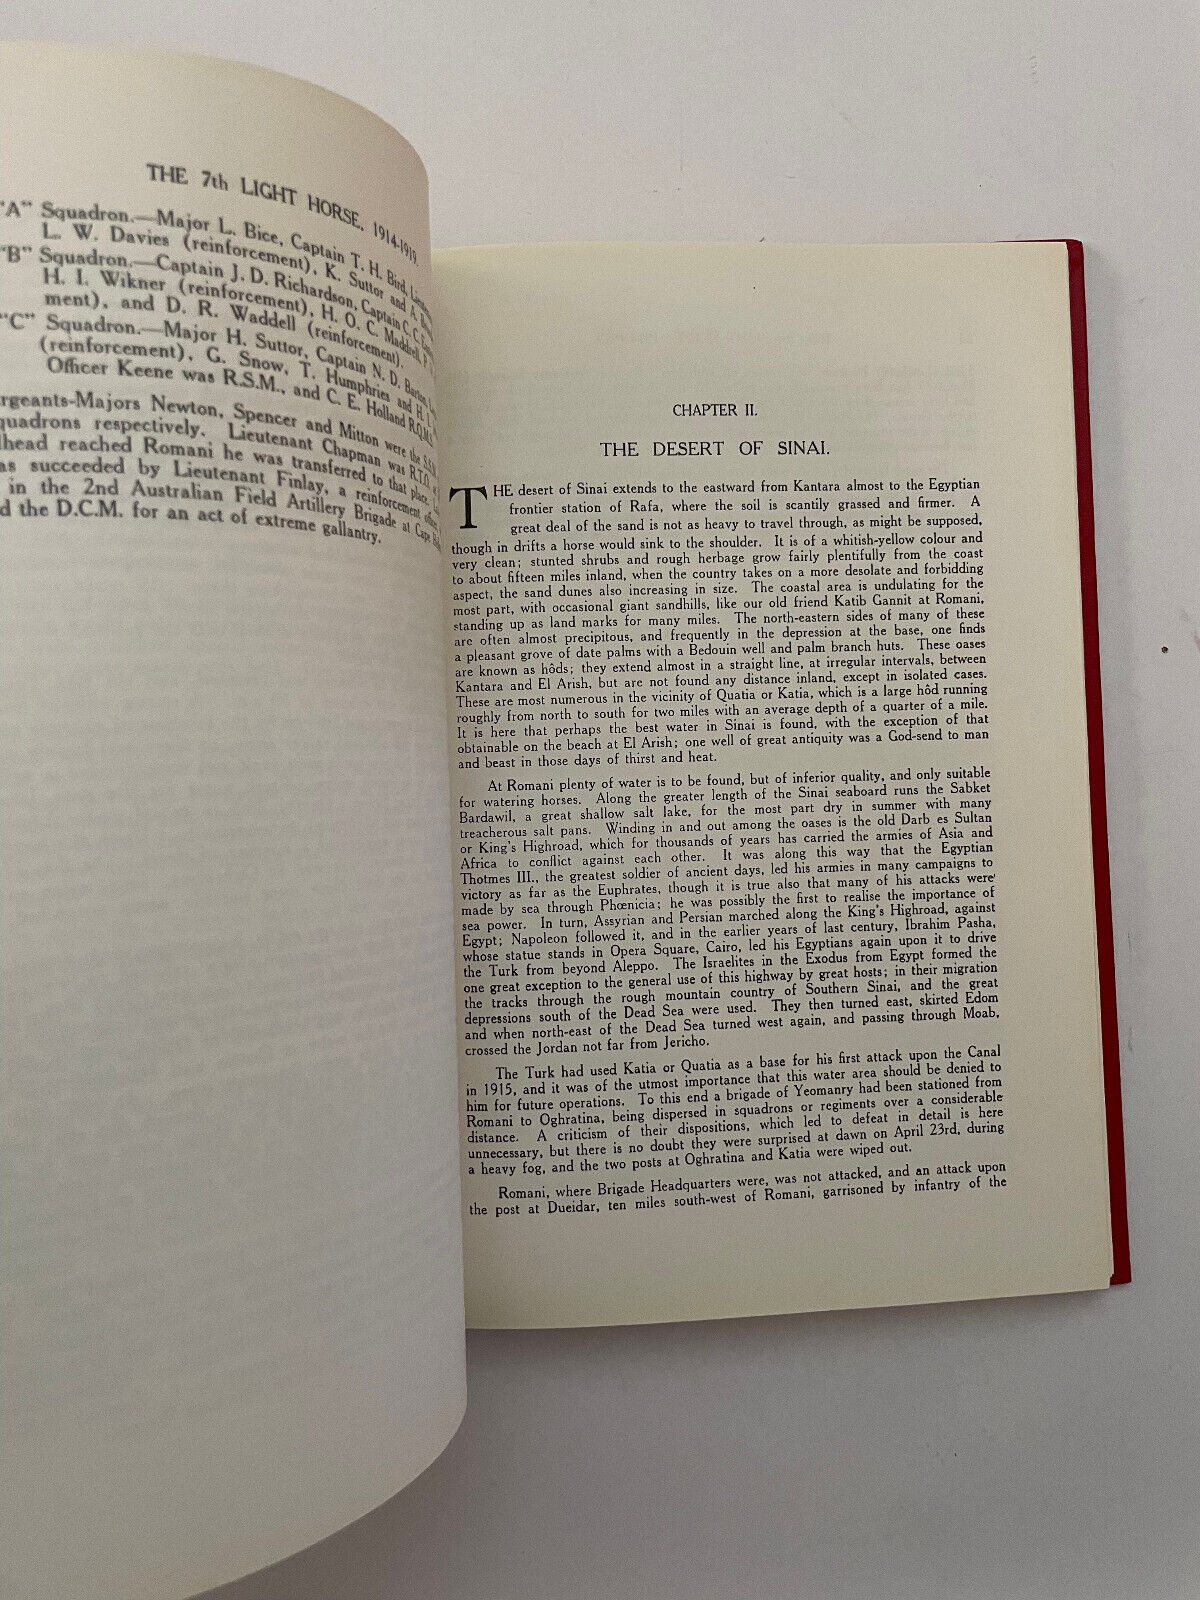 THE 7th LIGHT HORSE, 1914-1919.
"A" Squadron.—Major L. Bice, Captain T. H. Bird,
L. W. Davies (reinforcement), K. Suttor and A.
"B" Squadron.—Captain J. D. Richardson, Captain C. C.
H. I. Wikner (reinforcement), H. O. C. Maddrell,
ment), and D. R. Waddell (reinforcement).
"C" Squadron.—Major H. Suttor, Captain N. D. Barton,
(reinforcement), G. Snow, T. Humphries and H.
Officer Keene was R.S.M., and C. E. Holland R.Q.M.S.
rgeants-Majors Newton, Spencer and Mitton were the
quadrons respectively. Lieutenant Chapman was R.T.O.
lhead reached Romani he was transferred to that place.
as succeeded by Lieutenant Finlay, a reinforcement
in the 2nd Australian Field Artillery Brigade at Cape
d the D.C.M. for an act of extreme gallantry.
CHAPTER II.
THE DESERT OF SINAI.
THE desert of Sinai extends to the eastward from Kantara almost to the Egyptian
frontier station of Rafa, where the soil is scantily grassed and firmer. A
great deal of the sand is not as heavy to travel through, as might be supposed,
though in drifts a horse would sink to the shoulder. It is of a whitish-yellow colour and
very clean; stunted shrubs and rough herbage grow fairly plentifully from the coast
to about fifteen miles inland, when the country takes on a more desolate and forbidding
aspect, the sand dunes also increasing in size. The coastal area is undulating for the
most part, with occasional giant sandhills, like our old friend Katib Gannit at Romani,
standing up as land marks for many miles. The north-eastern sides of many of these
are often almost precipitous, and frequently in the depression at the base, one finds
a pleasant grove of date palms with a Bedouin well and palm branch huts. These oases
are known as hôds; they extend almost in a straight line, at irregular intervals, between
Kantara and El Arish, but are not found any distance inland, except in isolated cases.
These are most numerous in the vicinity of Quatia or Katia, which is a large hôd running
roughly from north to south for two miles with an average depth of a quarter of a mile.
It is here that perhaps the best water in Sinai is found, with the exception of that
obtainable on the beach at El Arish; one well of great antiquity was a God-send to man
and beast in those days of thirst and heat.
At Romani plenty of water is to be found, but of inferior quality, and only suitable
for watering horses. Along the greater length of the Sinai seaboard runs the Sabket
Bardawil, a great shallow salt lake, for the most part dry in summer with many
treacherous salt pans. Winding in and out among the oases is the old Darb es Sultan
or King's Highroad, which for thousands of years has carried the armies of Asia and
Africa to conflict against each other. It was along this way that the Egyptian
Thotmes III., the greatest soldier of ancient days, led his armies in many campaigns to
victory as far as the Euphrates, though it is true also that many of his attacks were
made by sea through Phœnicia; he was possibly the first to realise the importance of
sea power. In turn, Assyrian and Persian marched along the King's Highroad, against
Egypt; Napoleon followed it, and in the earlier years of last century, Ibrahim Pasha,
whose statue stands in Opera Square, Cairo, led his Egyptians again upon it to drive
the Turk from beyond Aleppo. The Israelites in the Exodus from Egypt formed the
one great exception to the general use of this highway by great hosts; in their migration
the tracks through the rough mountain country of Southern Sinai, and the great
depressions south of the Dead Sea were used. They then turned east, skirted Edom
and when north-east of the Dead Sea turned west again, and passing through Moab,
crossed the Jordan not far from Jericho.
The Turk had used Katia or Quatia as a base for his first attack upon the Canal
in 1915, and it was of the utmost importance that this water area should be denied to
him for future operations. To this end a brigade of Yeomanry had been stationed from
Romani to Oghratina, being dispersed in squadrons or regiments over a considerable
distance. A criticism of their dispositions, which led to defeat in detail is here
unnecessary, but there is no doubt they were surprised at dawn on April 23rd, during
a heavy fog, and the two posts at Oghratina and Katia were wiped out.
Romani, where Brigade Headquarters were, was not attacked, and an attack upon
the post at Dueidar, ten miles south-west of Romani, garrisoned by infantry of the